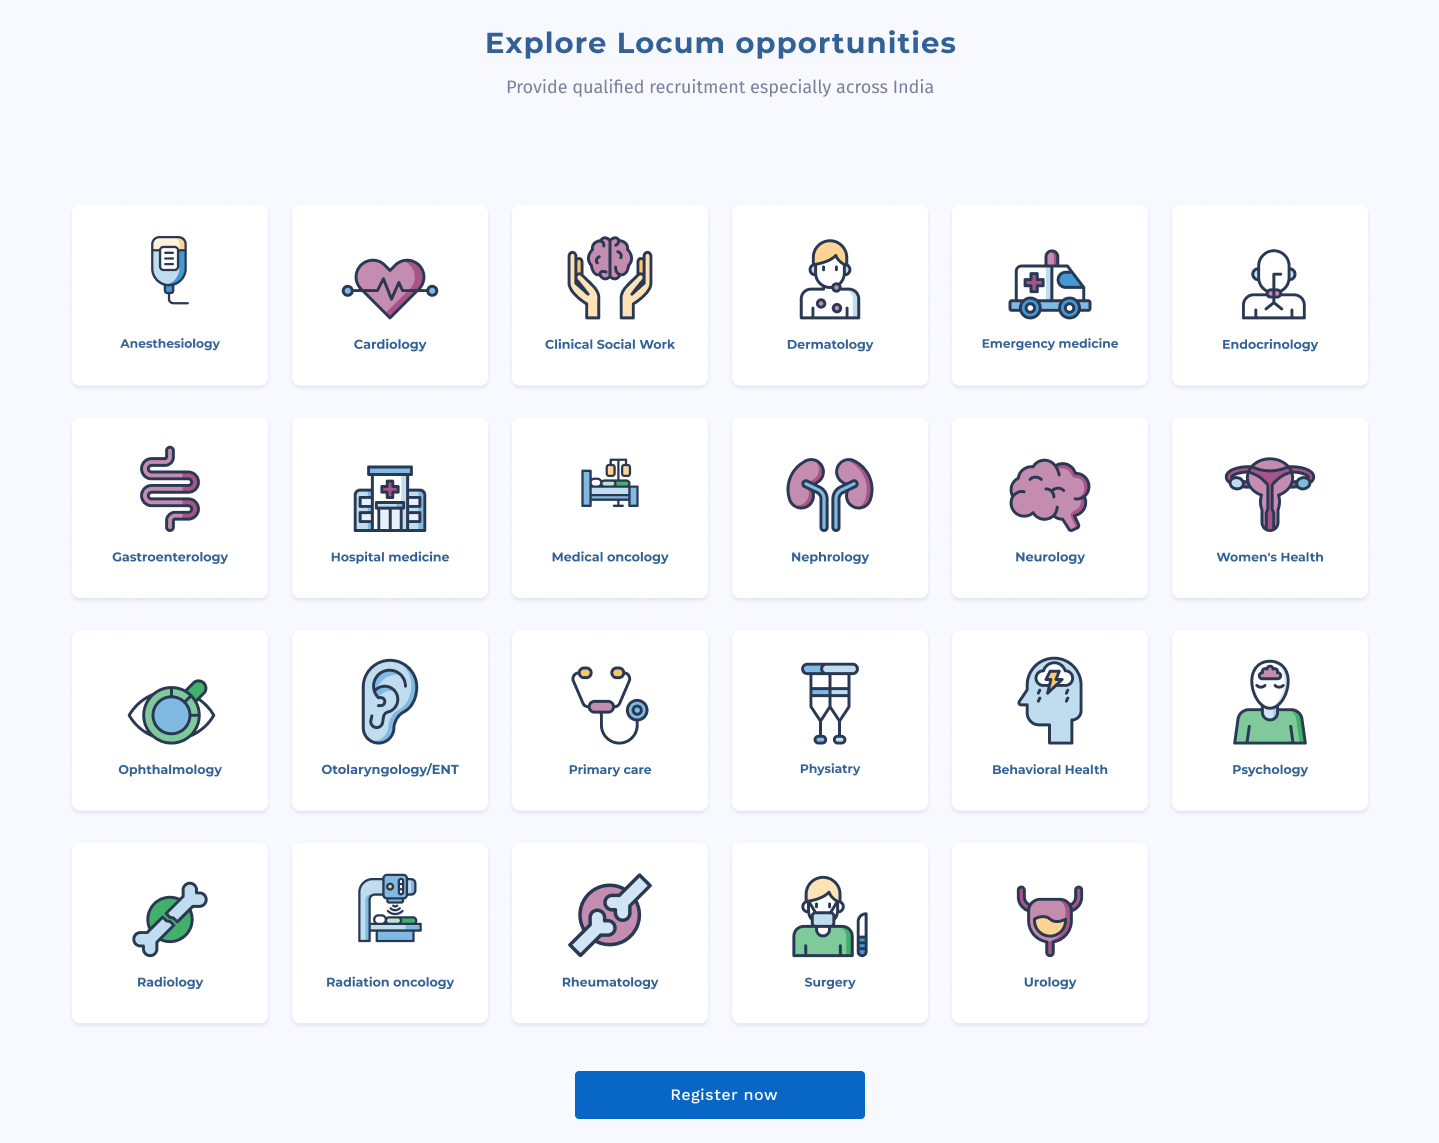 Explore Locum opportunities
Provide qualified recruitment especially across India
Anesthesiology
Cardiology
Clinical Social Work
Dermatology
Emergency medicine
Endocrinology
Gastroenterology
Hospital medicine
Medical oncology
Nephrology
Neurology
Women's Health
Ophthalmology
Otolaryngology/ENT
Primary care
Physiatry
Behavioral Health
Psychology
Radiology
Radiation oncology
Rheumatology
Surgery
Urology
Register now